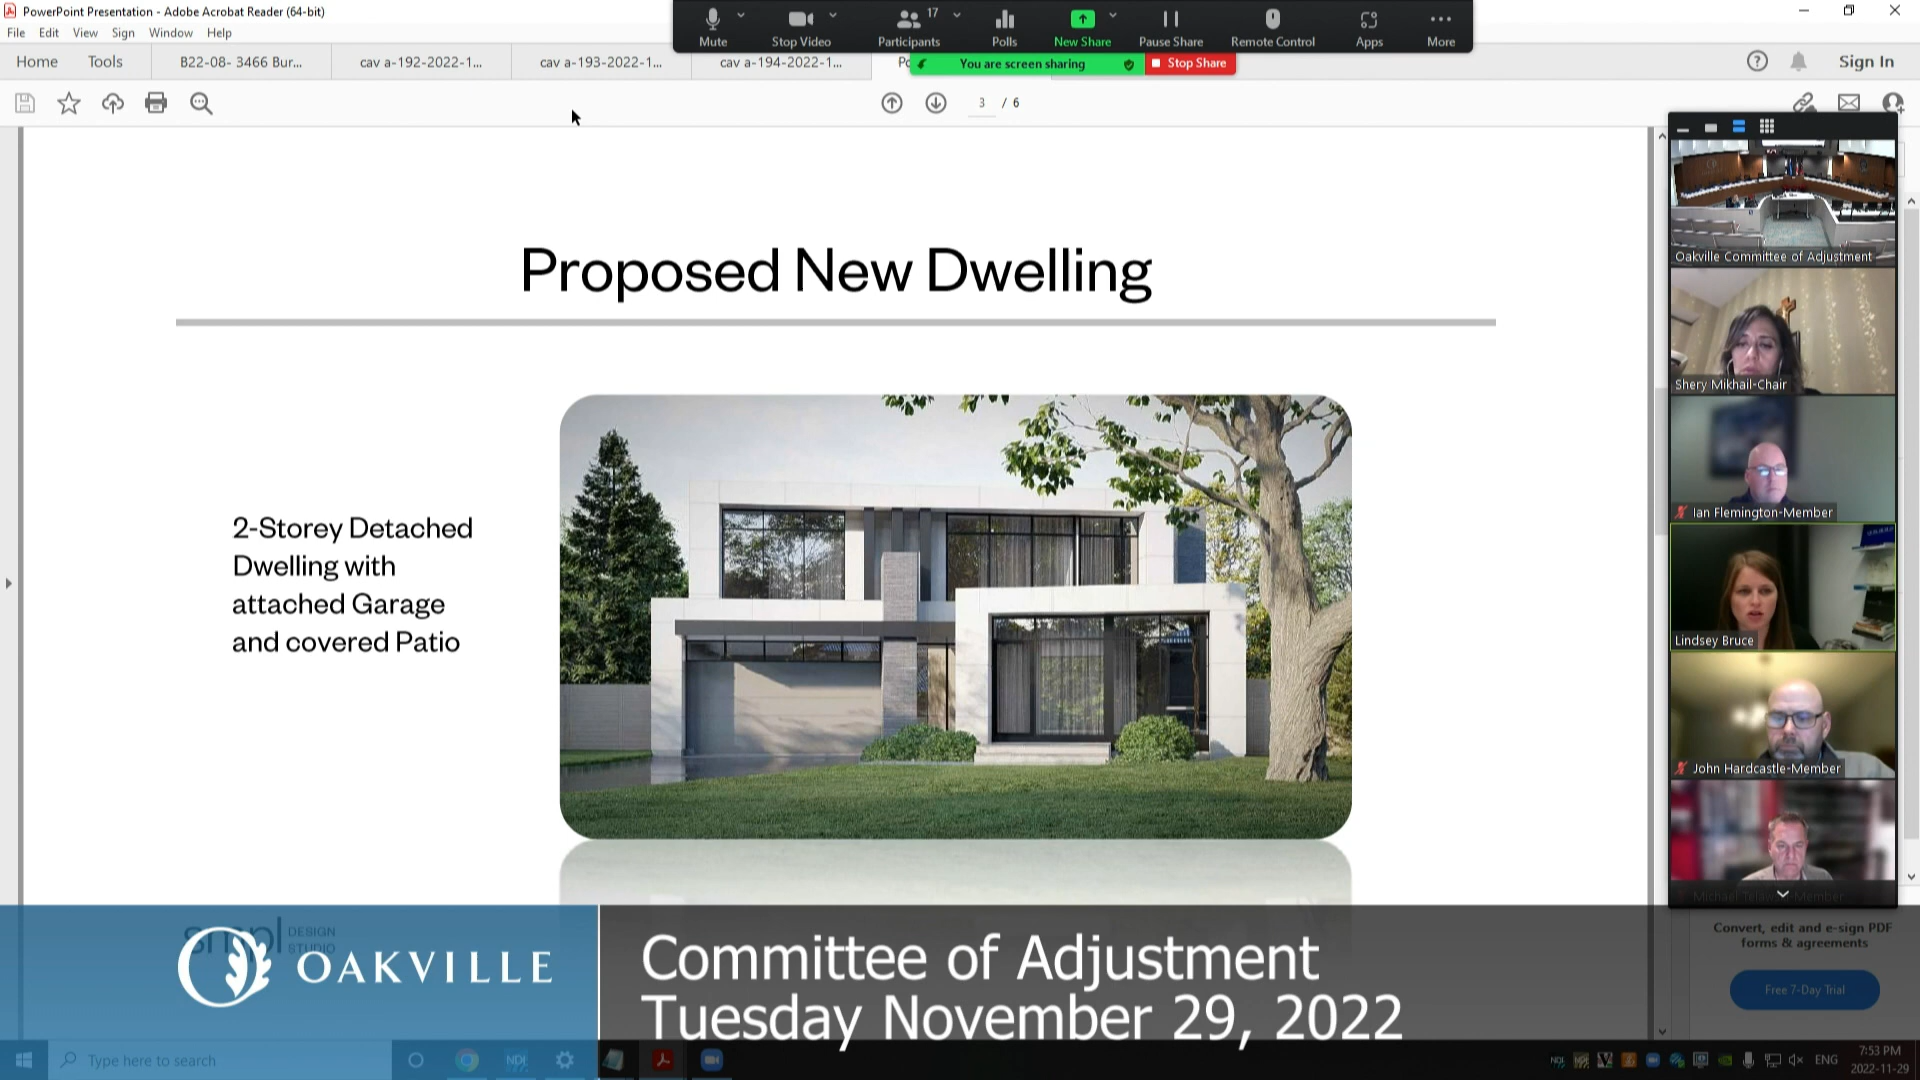 PowerPoint Presentation - Adobe Acrobat Reader (64-bit)
File Edit View Sign Window Help
Mute
Stop Video
17
Participants
Polls
New Share
Pause Share
Remote Control
Apps
More
You are screen sharing
Stop Share
Home
Tools
B22-08- 3466 Bur...
cav a-192-2022-1...
cav a-193-2022-1...
cav a-194-2022-1...
Sign In
3 / 6
Proposed New Dwelling
2-Storey Detached
Dwelling with
attached Garage
and covered Patio
Oakville Committee of Adjustment
Shery Mikhail-Chair
Ian Flemington-Member
Lindsey Bruce
John Hardcastle-Member
DESIGN
STUDIO
OAKVILLE
Committee of Adjustment
Tuesday November 29, 2022
Convert, edit and e-sign PDF
forms & agreements
Free 7-Day Trial
Type here to search
NDI
ENG
7:53 PM
2022-11-29